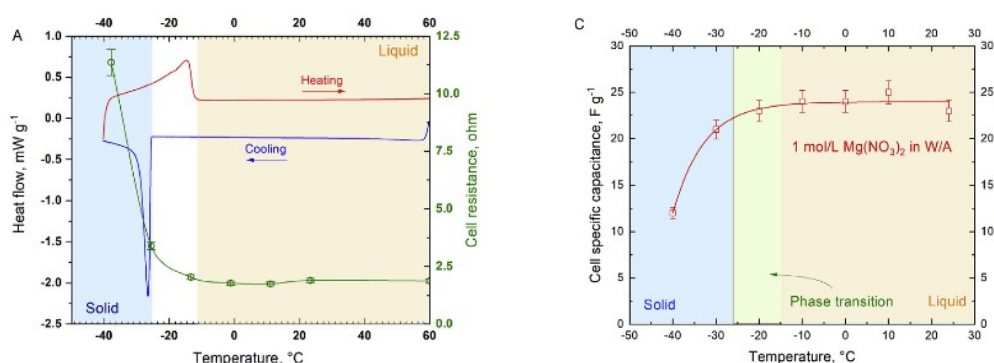 A
-40 -20 0 20 40 60
1.0
0.5
0.0
-0.5
-1.0
-1.5
-2.0
-2.5
Heat flow, mW g⁻¹
Liquid
Heating
Cooling
Solid
12.5
10.0
7.5
5.0
2.5
0.0
Cell resistance, ohm
-40 -20 0 20 40 60
Temperature, °C
C
-50 -40 -30 -20 -10 0 10 20 30
30
25
20
15
10
5
0
Cell specific capacitance, F g⁻¹
1 mol/L Mg(NO₃)₂ in W/A
Solid
Phase transition
Liquid
30
25
20
15
10
5
0
-50 -40 -30 -20 -10 0 10 20 30
Temperature, °C